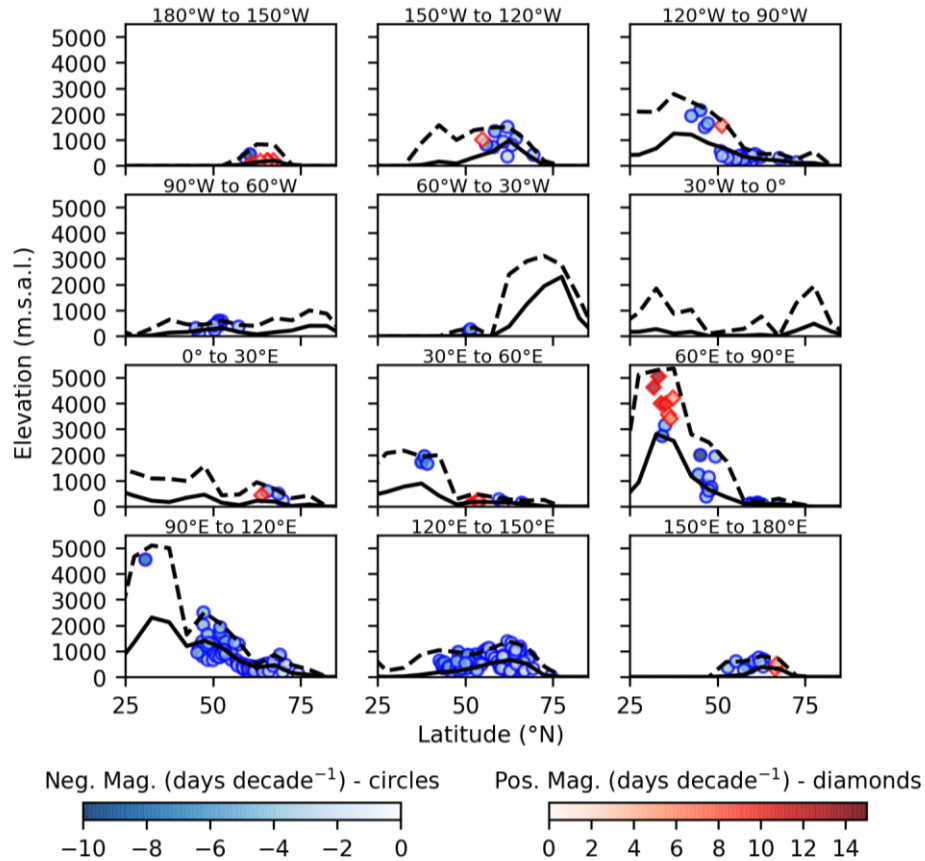 180°W to 150°W 150°W to 120°W 120°W to 90°W
5000
4000
3000
2000
1000
0
90°W to 60°W 60°W to 30°W 30°W to 0°
5000
4000
3000
2000
1000
0
Elevation (m.s.a.l.)
0° to 30°E 30°E to 60°E 60°E to 90°E
5000
4000
3000
2000
1000
0
90°E to 120°E 120°E to 150°E 150°E to 180°E
5000
4000
3000
2000
1000
0
25 50 75 25 50 75 25 50 75
Latitude (°N)
Neg. Mag. (days decade⁻¹) - circles Pos. Mag. (days decade⁻¹) - diamonds
−10 −8 −6 −4 −2 0 0 2 4 6 8 10 12 14